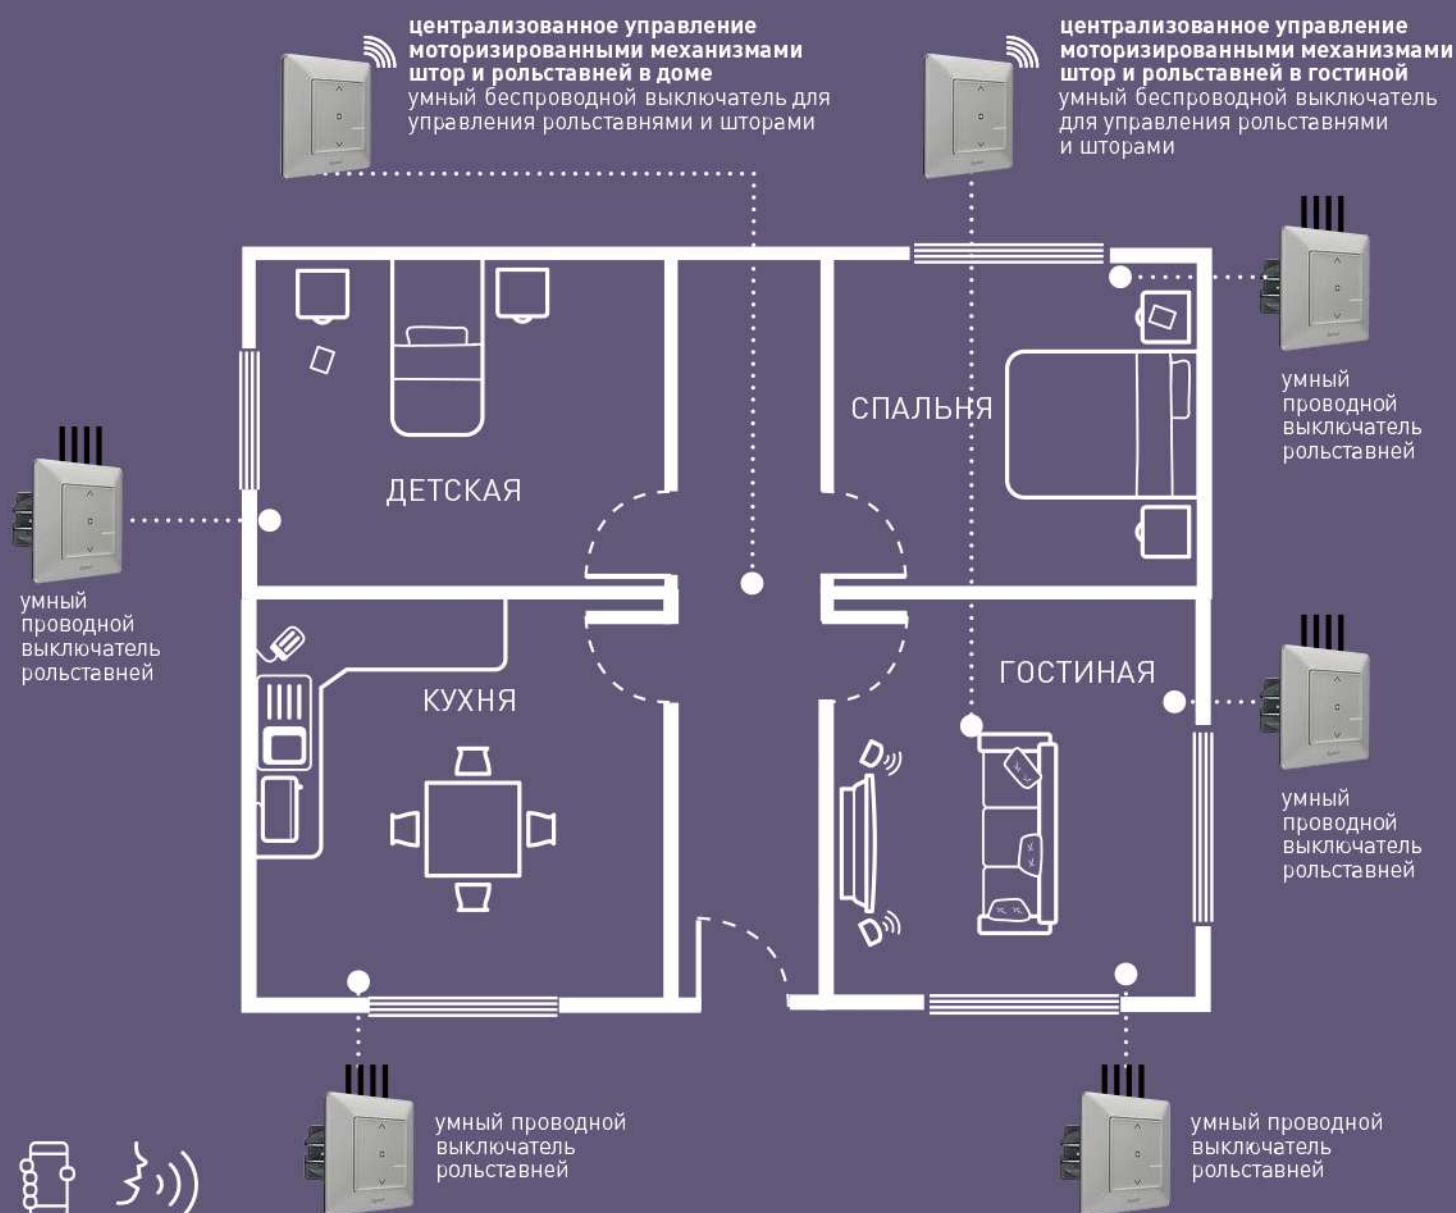 централизованное управление
моторизированными механизмами
штор и рольставней в доме
умный беспроводной выключатель для
управления рольставнями и шторами
централизованное управление
моторизированными механизмами
штор и рольставней в гостиной
умный беспроводной выключатель
для управления рольставнями
и шторами
умный
проводной
выключатель
рольставней
СПАЛЬНЯ
ДЕТСКАЯ
умный
проводной
выключатель
рольставней
КУХНЯ
ГОСТИНАЯ
умный
проводной
выключатель
рольставней
умный проводной
выключатель
рольставней
умный проводной
выключатель
рольставней